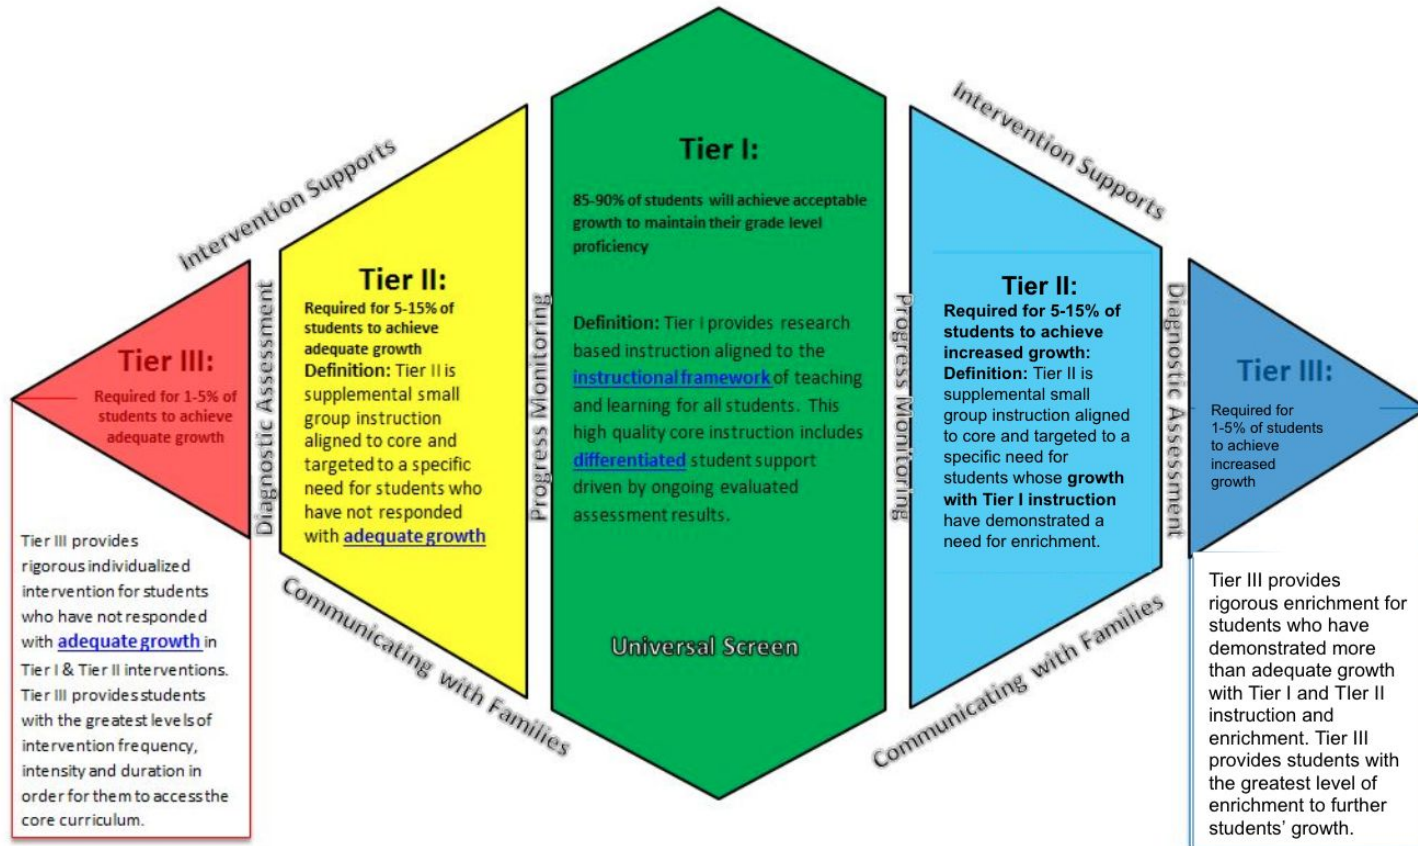 Intervention Supports
Tier III:
Required for 1-5% of
students to achieve
adequate growth
Tier III provides
rigorous individualized
intervention for students
who have not responded
with adequate growth in
Tier I & Tier II interventions.
Tier III provides students
with the greatest levels of
intervention frequency,
intensity and duration in
order for them to access the
core curriculum.
Diagnostic Assessment
Tier II:
Required for 5-15% of
students to achieve
adequate growth
Definition: Tier II is
supplemental small
group instruction
aligned to core and
targeted to a specific
need for students who
have not responded
with adequate growth
Communicating with Families
Progress Monitoring
Tier I:
85-90% of students will achieve acceptable
growth to maintain their grade level
proficiency
Definition: Tier I provides research
based instruction aligned to the
instructional framework of teaching
and learning for all students. This
high quality core instruction includes
differentiated student support
driven by ongoing evaluated
assessment results.
Universal Screen
Progress Monitoring
Intervention Supports
Tier II:
Required for 5-15% of
students to achieve
increased growth:
Definition: Tier II is
supplemental small
group instruction aligned
to core and targeted to a
specific need for
students whose growth
with Tier I instruction
have demonstrated a
need for enrichment.
Communicating with Families
Diagnostic Assessment
Tier III:
Required for
1-5% of students
to achieve
increased
growth
Tier III provides
rigorous enrichment for
students who have
demonstrated more
than adequate growth
with Tier I and TIer II
instruction and
enrichment. Tier III
provides students with
the greatest level of
enrichment to further
students’ growth.